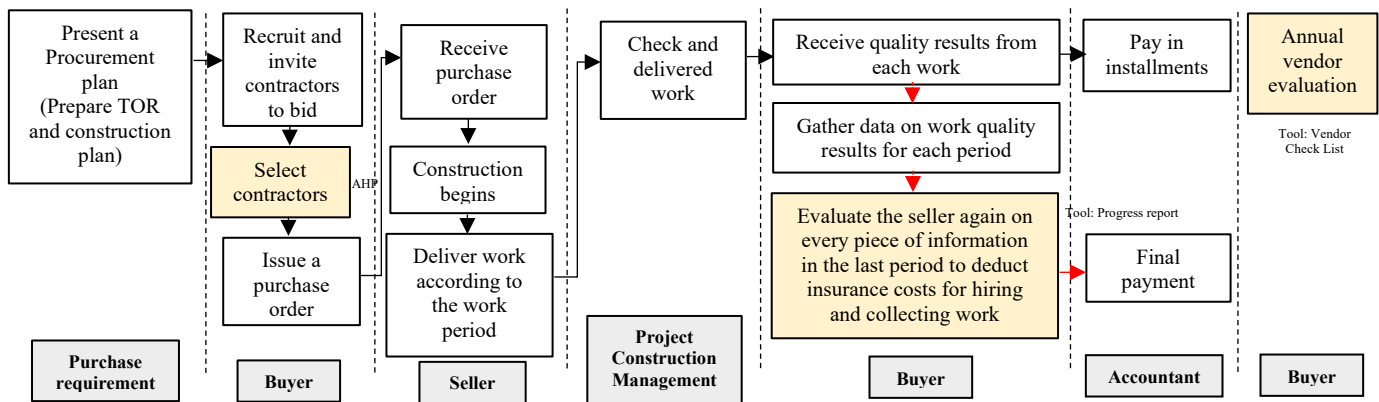 Present a
Procurement
plan
(Prepare TOR
and construction
plan)
Purchase
requirement
Recruit and
invite
contractors
to bid
Select
contractors
AHP
Issue a
purchase
order
Buyer
Receive
purchase
order
Construction
begins
Deliver work
according to
the work
period
Seller
Check and
delivered
work
Project
Construction
Management
Receive quality results from
each work
Gather data on work quality
results for each period
Evaluate the seller again on
every piece of information
in the last period to deduct
insurance costs for hiring
and collecting work
Buyer
Pay in
installments
Tool: Progress report
Final
payment
Accountant
Annual
vendor
evaluation
Tool: Vendor
Check List
Buyer